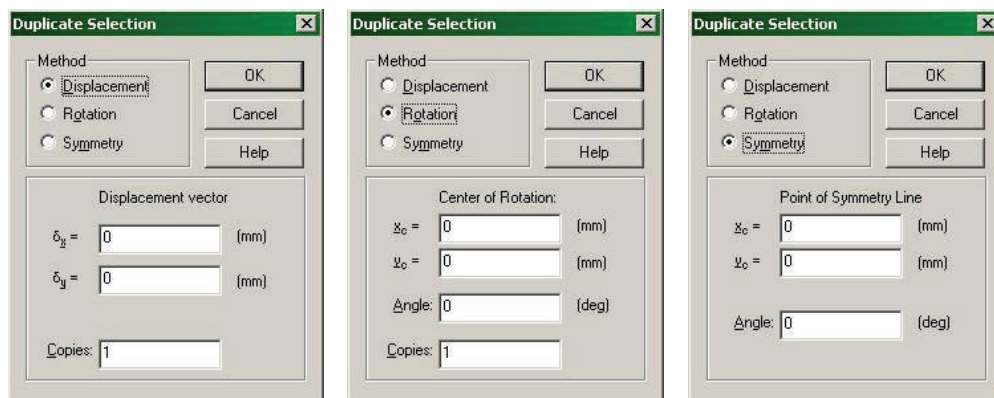 Duplicate Selection
Method
Displacement
Rotation
Symmetry
OK
Cancel
Help
Displacement vector
δx = 0 (mm)
δy = 0 (mm)
Copies: 1
Duplicate Selection
Method
Displacement
Rotation
Symmetry
OK
Cancel
Help
Center of Rotation:
xc = 0 (mm)
yc = 0 (mm)
Angle: 0 (deg)
Copies: 1
Duplicate Selection
Method
Displacement
Rotation
Symmetry
OK
Cancel
Help
Point of Symmetry Line
xc = 0 (mm)
yc = 0 (mm)
Angle: 0 (deg)